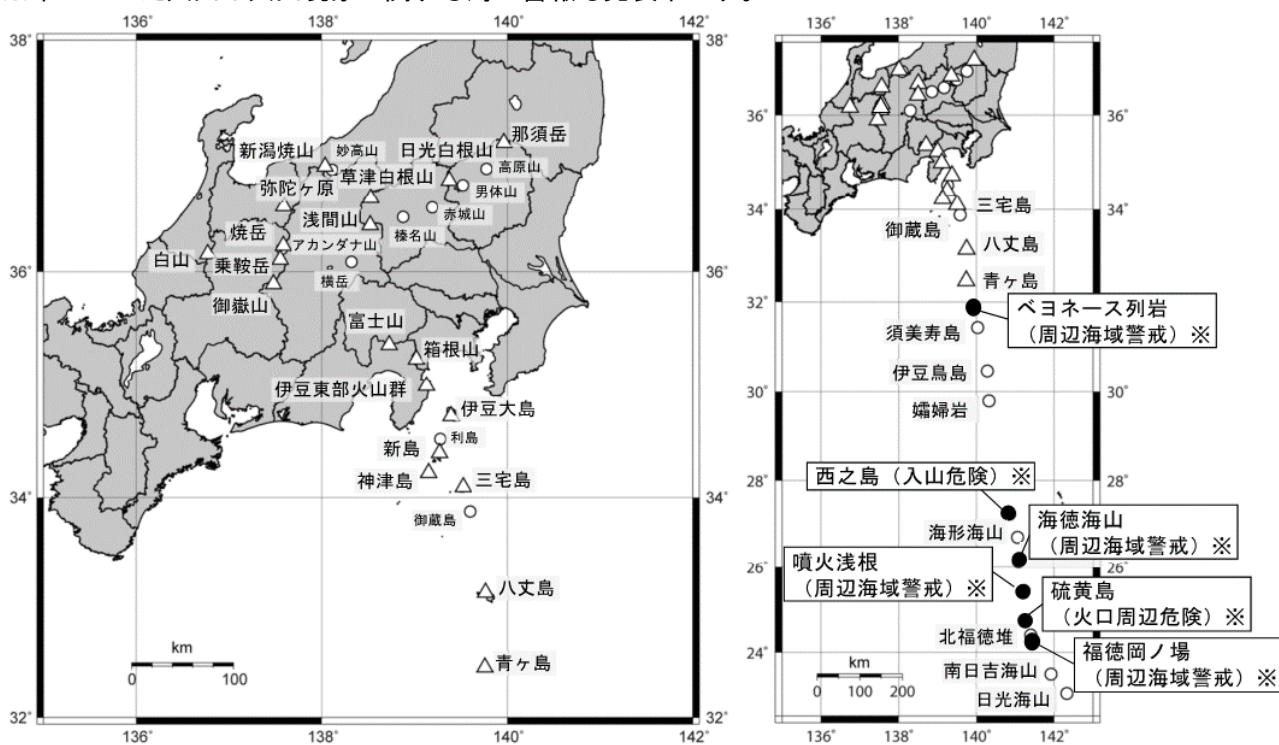 136゜
138゜
140゜
142゜
38゜
36゜
34゜
32゜
136゜
138゜
140゜
142゜
新潟焼山
妙高山
日光白根山
那須岳
高原山
弥陀ヶ原
草津白根山
男体山
浅間山
赤城山
焼岳
アカンダナ山
榛名山
白山
乗鞍岳
横岳
御嶽山
富士山
箱根山
伊豆東部火山群
伊豆大島
利島
新島
神津島
三宅島
御蔵島
八丈島
青ヶ島
km
0
100
36゜
34゜
32゜
136゜
138゜
140゜
142゜
36゜
36゜
34゜
34゜
32゜
32゜
30゜
30゜
28゜
28゜
26゜
26゜
24゜
24゜
三宅島
御蔵島
八丈島
青ヶ島
ベヨネース列岩
（周辺海域警戒）※
須美寿島
伊豆鳥島
孀婦岩
西之島（入山危険）※
海形海山
海徳海山
（周辺海域警戒）※
噴火浅根
（周辺海域警戒）※
硫黄島
（火口周辺危険）※
北福徳堆
福徳岡ノ場
（周辺海域警戒）※
南日吉海山
日光海山
km
0 100 200
136゜
138゜
140゜
142゜